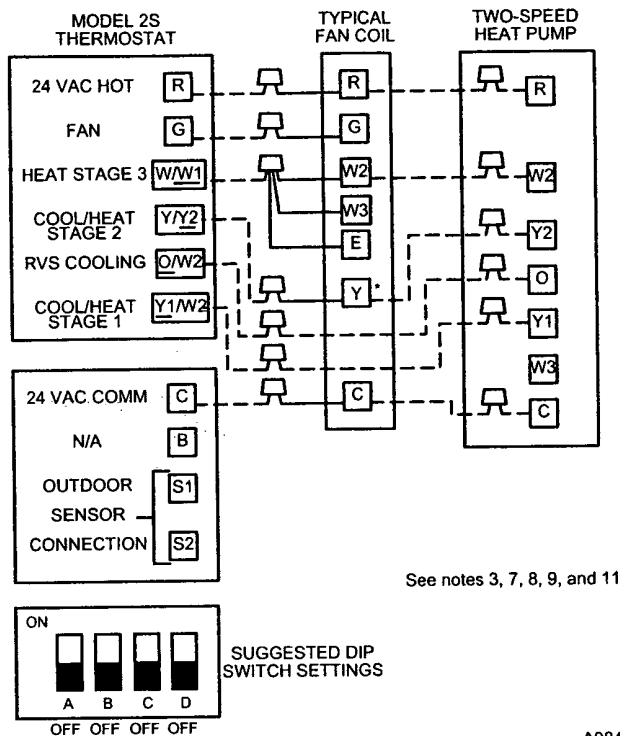 MODEL 2S
THERMOSTAT
TYPICAL
FAN COIL
TWO-SPEED
HEAT PUMP
24 VAC HOT R R R
FAN G G
HEAT STAGE 3 W/W1 W2 W2
W3
COOL/HEAT
STAGE 2 Y/Y2 E Y2
RVS COOLING O/W2 Y * O
COOL/HEAT
STAGE 1 Y1/W2 Y1
W3
24 VAC COMM C C C
N/A B
OUTDOOR S1
SENSOR
CONNECTION S2
See notes 3, 7, 8, 9, and 11
ON
SUGGESTED DIP
SWITCH SETTINGS
A B C D
OFF OFF OFF OFF